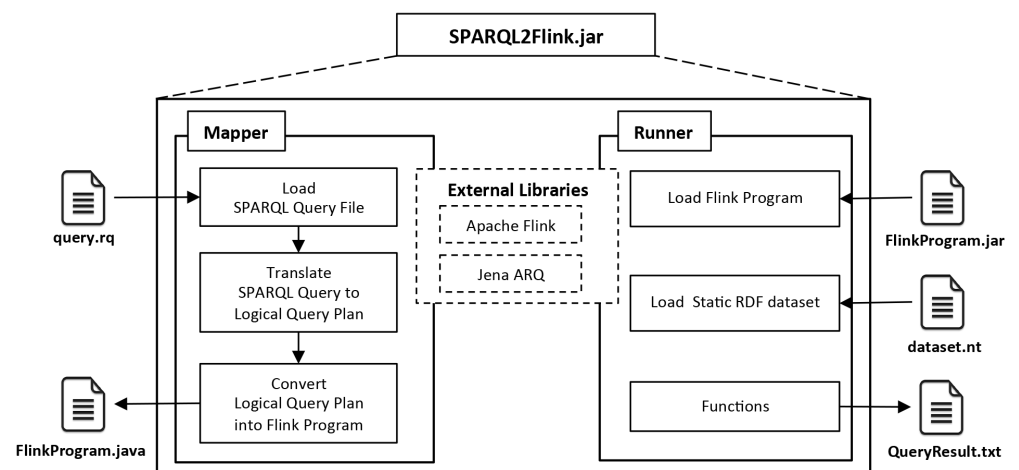 SPARQL2Flink.jar
Mapper
Load
SPARQL Query File
Translate
SPARQL Query to
Logical Query Plan
Convert
Logical Query Plan
into Flink Program
query.rq
FlinkProgram.java
External Libraries
Apache Flink
Jena ARQ
Runner
Load Flink Program
Load Static RDF dataset
Functions
FlinkProgram.jar
dataset.nt
QueryResult.txt